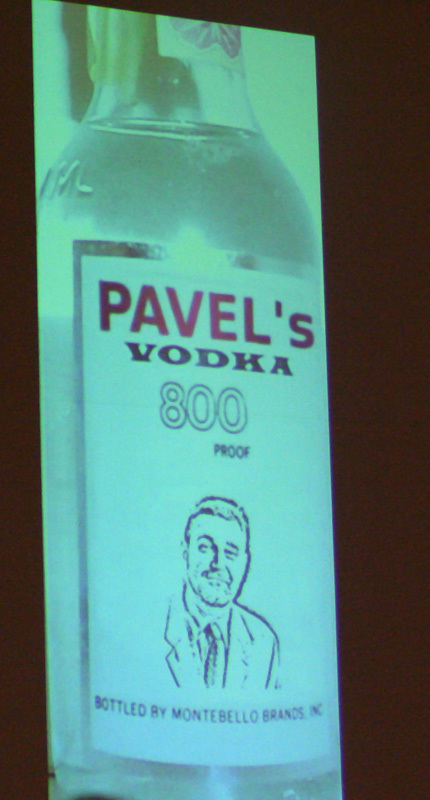 PAVEL's
VODKA
800
PROOF
BOTTLED BY MONTEBELLO BRANDS, INC